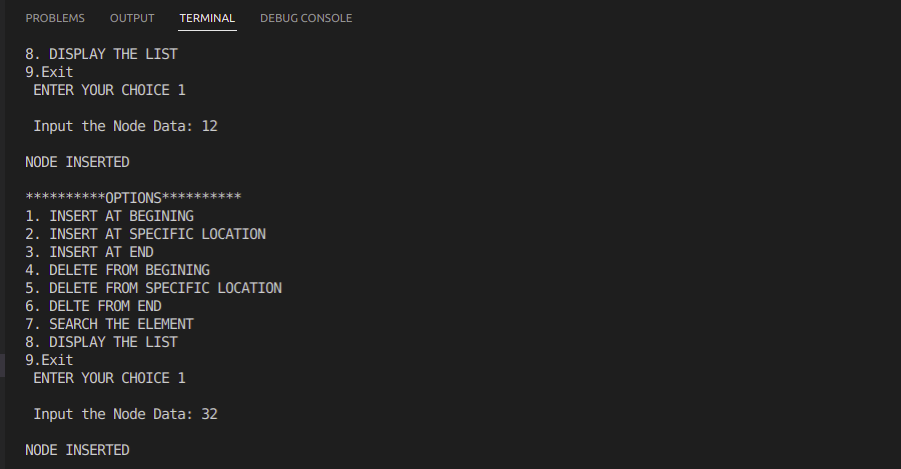 PROBLEMS OUTPUT TERMINAL DEBUG CONSOLE
8. DISPLAY THE LIST
9.Exit
ENTER YOUR CHOICE 1
Input the Node Data: 12
NODE INSERTED
**********OPTIONS**********
1. INSERT AT BEGINING
2. INSERT AT SPECIFIC LOCATION
3. INSERT AT END
4. DELETE FROM BEGINING
5. DELETE FROM SPECIFIC LOCATION
6. DELTE FROM END
7. SEARCH THE ELEMENT
8. DISPLAY THE LIST
9.Exit
ENTER YOUR CHOICE 1
Input the Node Data: 32
NODE INSERTED